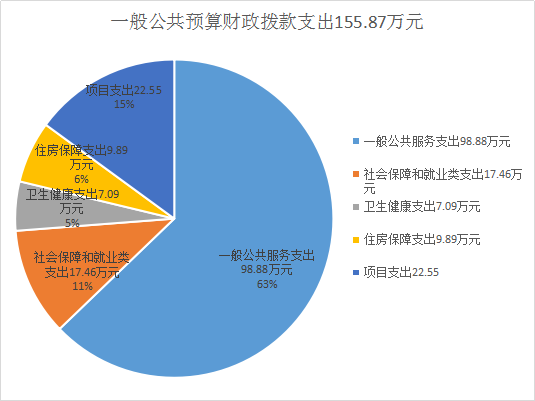 一般公共预算财政拨款支出155.87万元
项目支出22.55
15%
住房保障支出9.89
万元
6%
卫生健康支出7.09
万元
5%
社会保障和就业类
支出17.46万元
11%
一般公共服务支出
98.88万元
63%
一般公共服务支出98.88万元
社会保障和就业类支出17.46万
元
卫生健康支出7.09万元
住房保障支出9.89万元
项目支出22.55